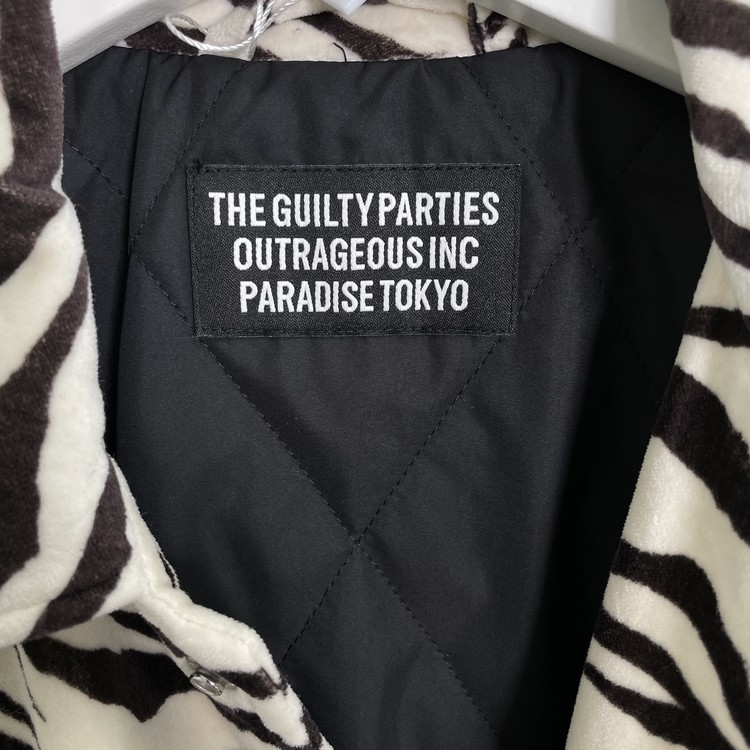 THE GUILTY PARTIES
OUTRAGEOUS INC
PARADISE TOKYO